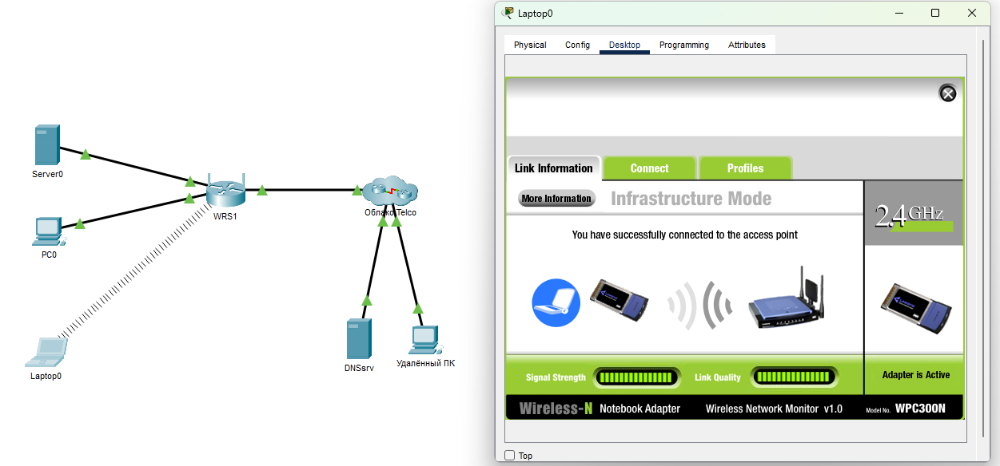 Laptop0
Physical Config Desktop Programming Attributes
Link Information Connect Profiles
More Information Infrastructure Mode
2.4GHz
You have successfully connected to the access point
Signal Strength Link Quality Adapter is Active
Wireless-N Notebook Adapter Wireless Network Monitor v1.0 Model No. WPC300N
Top
Server0
PC0
WRS1
Облако Telco
Laptop0
DNSsrv
Удалённый ПК